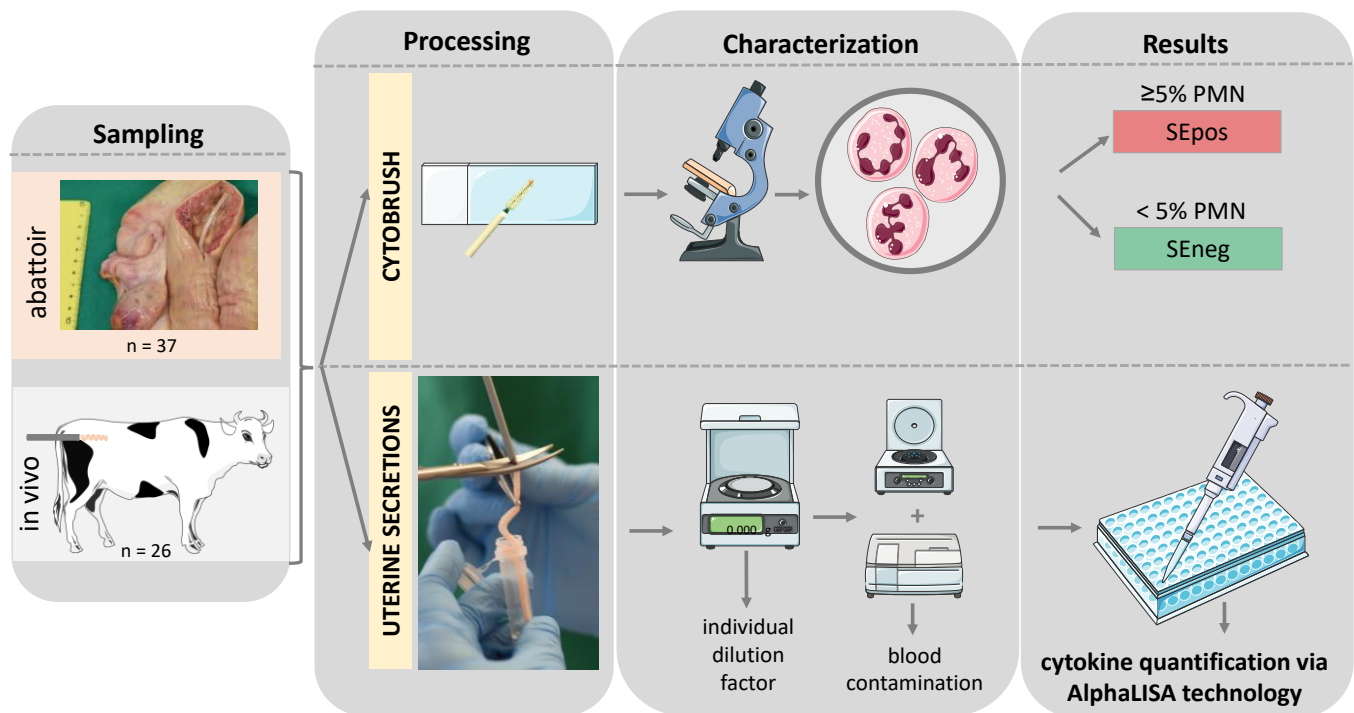 Sampling
abattoir
n = 37
in vivo
n = 26
Processing
CYTOBRUSH
UTERINE SECRETIONS
Characterization
0.000 g
individual
dilution
factor
+
blood
contamination
Results
≥5% PMN
SEpos
< 5% PMN
SEneg
cytokine quantification via
AlphaLISA technology